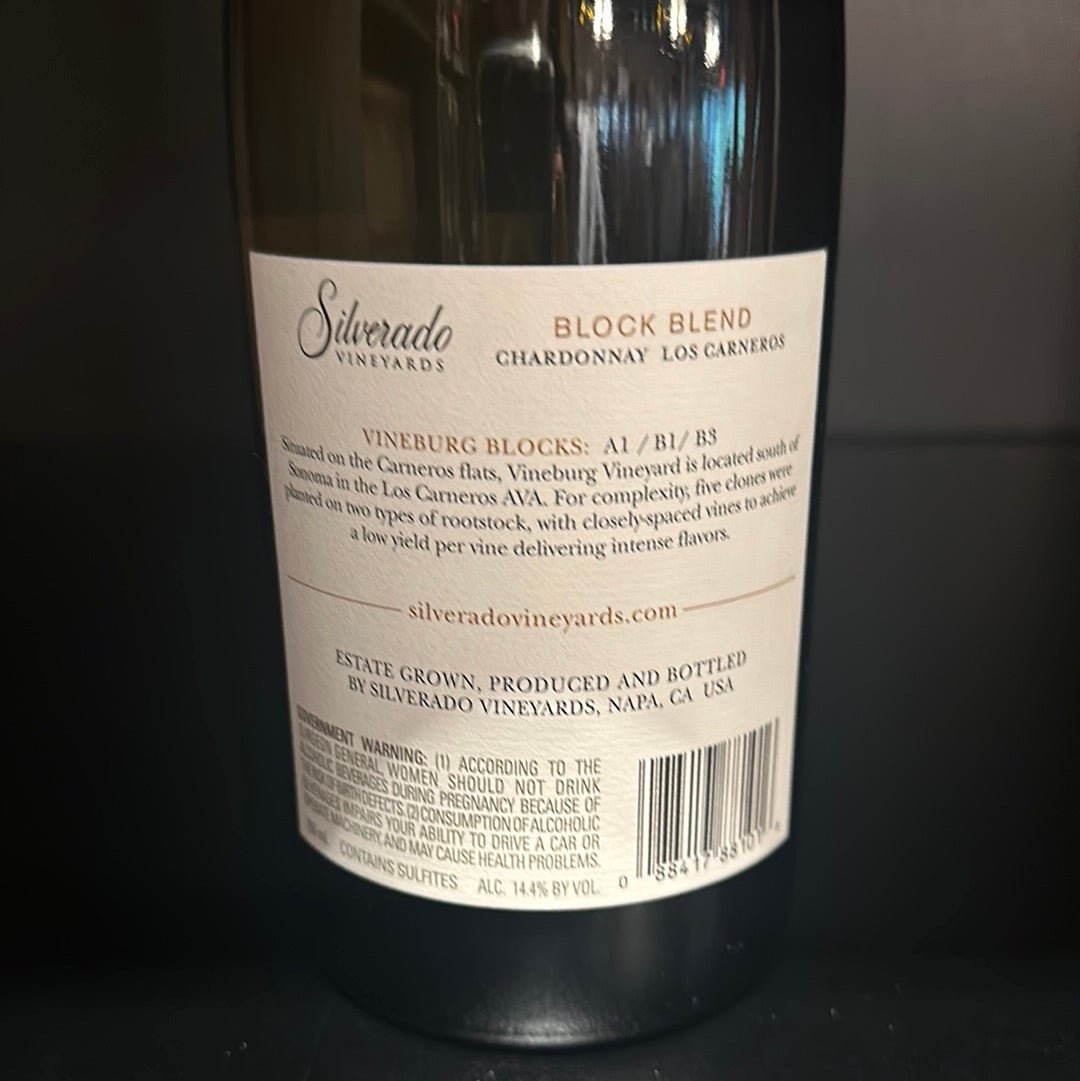 Silverado
VINEYARDS
BLOCK BLEND
CHARDONNAY LOS CARNEROS
VINEBURG BLOCKS: A1 / B1 / B3
Situated on the Carneros flats, Vineburg Vineyard is located south of
Sonoma in the Los Carneros AVA. For complexity, five clones were
planted on two types of rootstock, with closely-spaced vines to achieve
a low yield per vine delivering intense flavors.
silveradovineyards.com
ESTATE GROWN, PRODUCED AND BOTTLED
BY SILVERADO VINEYARDS, NAPA, CA USA
GOVERNMENT WARNING: (1) ACCORDING TO THE
SURGEON GENERAL, WOMEN SHOULD NOT DRINK
ALCOHOLIC BEVERAGES DURING PREGNANCY BECAUSE OF
THE RISK OF BIRTH DEFECTS. (2) CONSUMPTION OF ALCOHOLIC
BEVERAGES IMPAIRS YOUR ABILITY TO DRIVE A CAR OR
OPERATE MACHINERY, AND MAY CAUSE HEALTH PROBLEMS.
CONTAINS SULFITES ALC. 14.4% BY VOL.
0